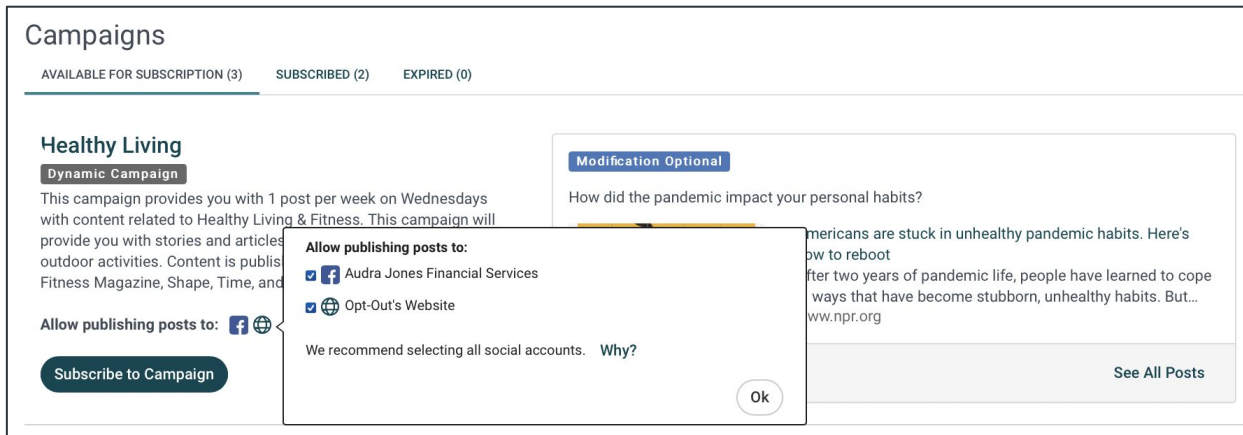 Campaigns
AVAILABLE FOR SUBSCRIPTION (3) SUBSCRIBED (2) EXPIRED (0)
Healthy Living
Dynamic Campaign
This campaign provides you with 1 post per week on Wednesdays
with content related to Healthy Living & Fitness. This campaign will
provide you with stories and articles
outdoor activities. Content is publis
Fitness Magazine, Shape, Time, and
Allow publishing posts to:
Subscribe to Campaign
Allow publishing posts to:
Audra Jones Financial Services
Opt-Out's Website
We recommend selecting all social accounts. Why?
Ok
Modification Optional
How did the pandemic impact your personal habits?
mericans are stuck in unhealthy pandemic habits. Here's
ow to reboot
fter two years of pandemic life, people have learned to cope
ways that have become stubborn, unhealthy habits. But...
ww.npr.org
See All Posts